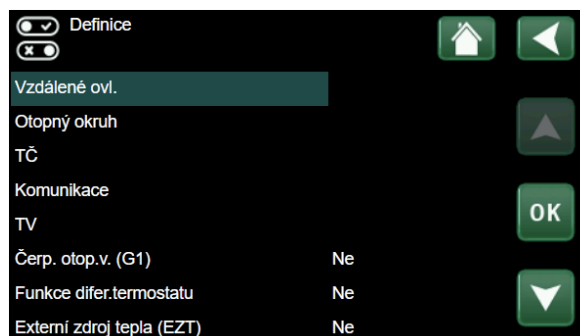 Definice
Vzdálené ovl.
Otopný okruh
TČ
Komunikace
TV
Čerp. otop.v. (G1) Ne
Funkce difer.termostatu Ne
Externí zdroj tepla (EZT) Ne
OK